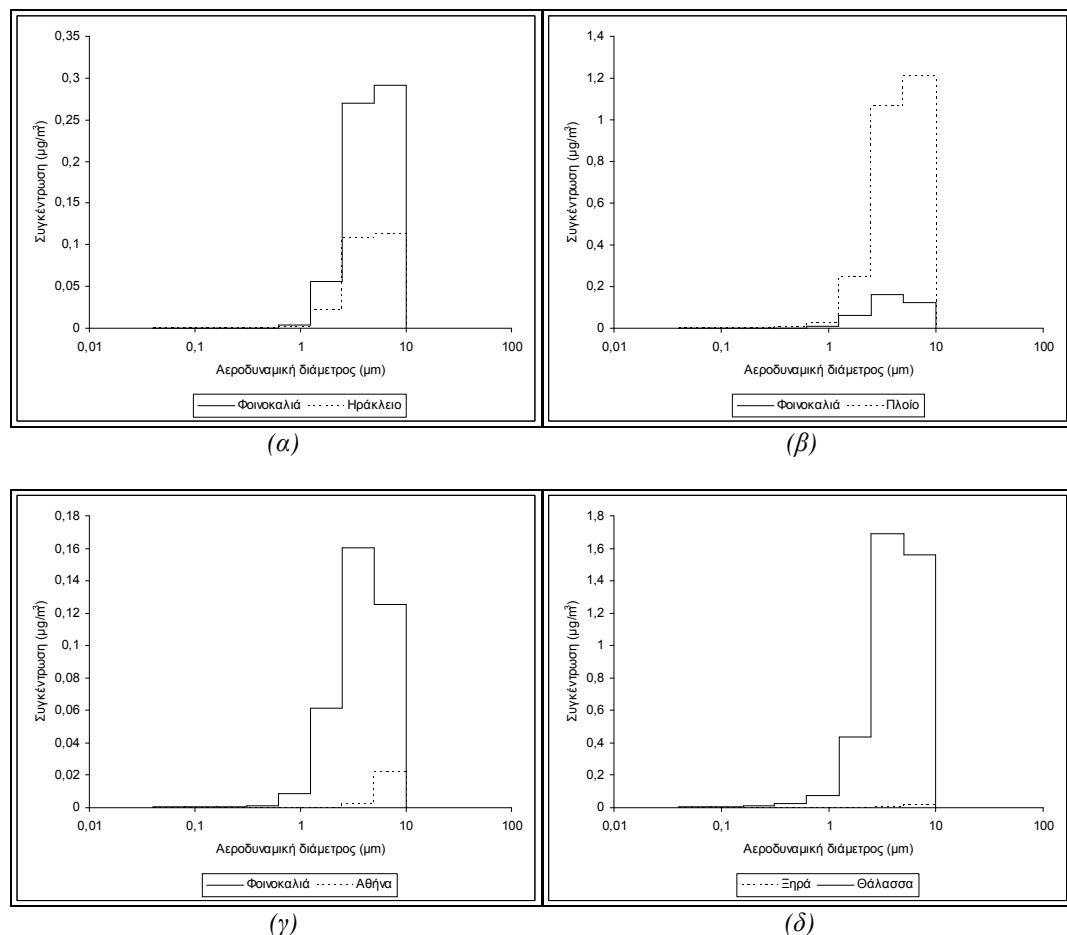 0,35
0,3
0,25
0,2
0,15
0,1
0,05
0
Συγκέντρωση (μg/m³)
0,01 0,1 1 10 100
Αεροδυναμική διάμετρος (μm)
Φοινοκαλιά Ηράκλειο
(α)
1,4
1,2
1
0,8
0,6
0,4
0,2
0
Συγκέντρωση (μg/m³)
0,01 0,1 1 10 100
Αεροδυναμική διάμετρος (μm)
Φοινοκαλιά Πλοίο
(β)
0,18
0,16
0,14
0,12
0,1
0,08
0,06
0,04
0,02
0
Συγκέντρωση (μg/m³)
0,01 0,1 1 10 100
Αεροδυναμική διάμετρος (μm)
Φοινοκαλιά Αθήνα
(γ)
1,8
1,6
1,4
1,2
1
0,8
0,6
0,4
0,2
0
Συγκέντρωση (μg/m³)
0,01 0,1 1 10 100
Αεροδυναμική διάμετρος (μm)
Ξηρά Θάλασσα
(δ)